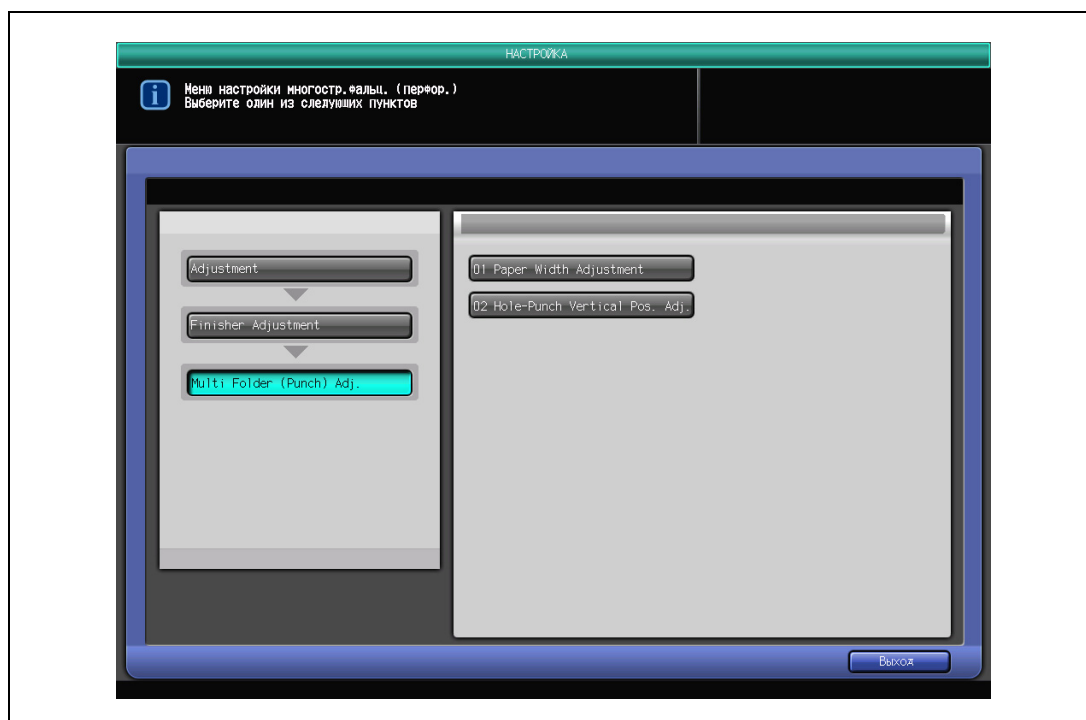 НАСТРОЙКА
Меню настройки многостр.фальц. (перфор.)
Выберите один из следующих пунктов
Adjustment
Finisher Adjustment
Multi Folder (Punch) Adj.
01 Paper Width Adjustment
02 Hole-Punch Vertical Pos. Adj.
Выход